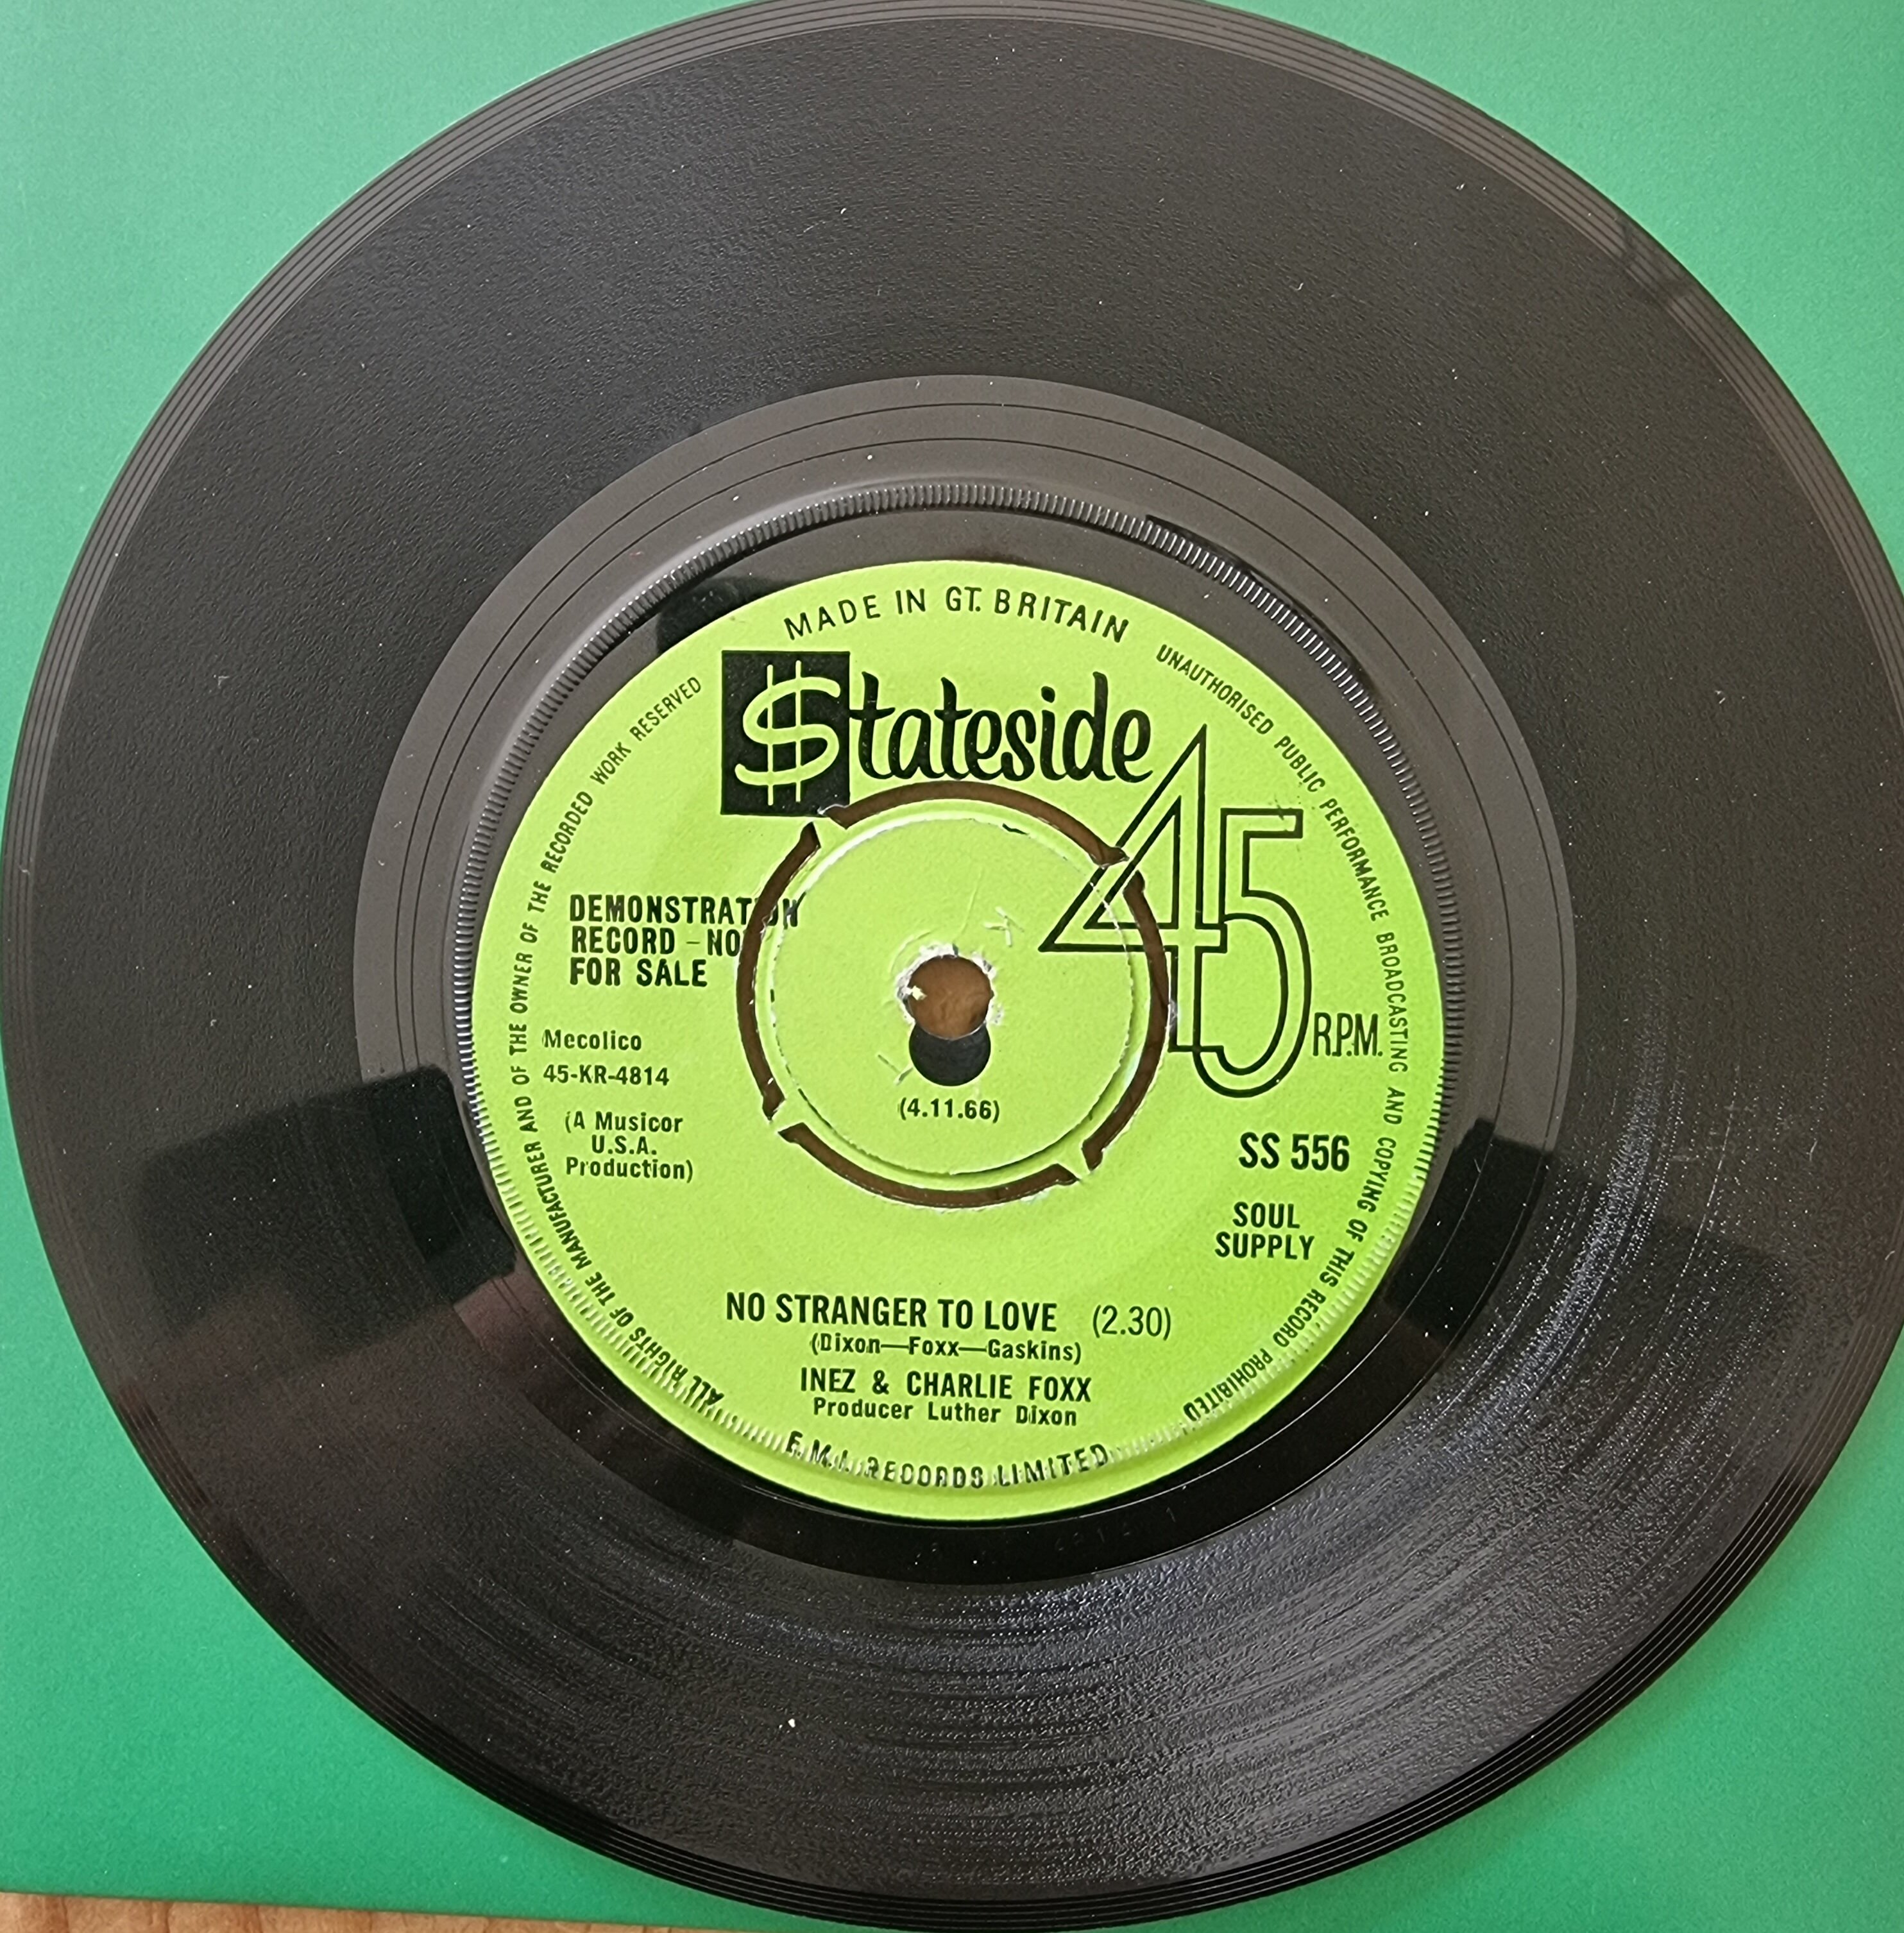 MADE IN GT. BRITAIN
$tateside
45
R.P.M.
DEMONSTRATION
RECORD - NOT
FOR SALE
Mecolico
45-KR-4814
(A Musicor
U.S.A.
Production)
(4.11.66)
SS 556
SOUL
SUPPLY
NO STRANGER TO LOVE (2.30)
(Dixon—Foxx—Gaskins)
INEZ & CHARLIE FOXX
Producer Luther Dixon
E.M.I. RECORDS LIMITED
ALL RIGHTS OF THE MANUFACTURER AND OF THE OWNER OF THE RECORDED WORK RESERVED
UNAUTHORISED PUBLIC PERFORMANCE BROADCASTING AND COPYING OF THIS RECORD PROHIBITED